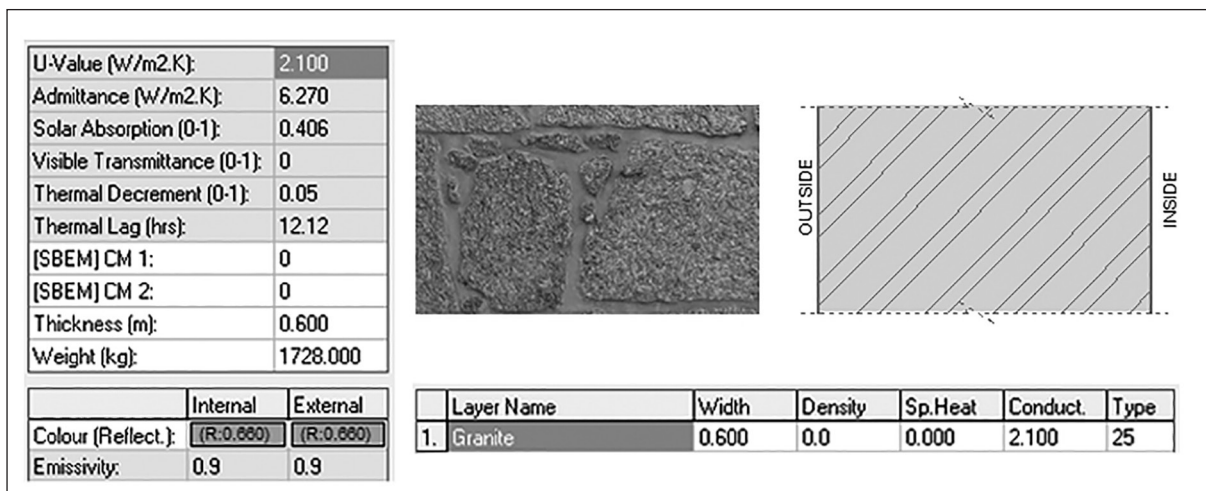 U-Value (W/m2.K): 2.100
Admittance (W/m2.K): 6.270
Solar Absorption (0-1): 0.406
Visible Transmittance (0-1): 0
Thermal Decrement (0-1): 0.05
Thermal Lag (hrs): 12.12
[SBEM] CM 1: 0
[SBEM] CM 2: 0
Thickness (m): 0.600
Weight (kg): 1728.000
Internal External
Colour (Reflect.): (R:0.660) (R:0.660)
Emissivity: 0.9 0.9
OUTSIDE
INSIDE
Layer Name Width Density Sp.Heat Conduct. Type
1. Granite 0.600 0.0 0.000 2.100 25